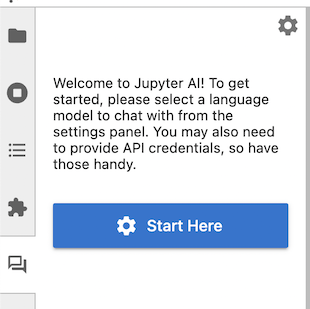 Welcome to Jupyter AI! To get
started, please select a language
model to chat with from the
settings panel. You may also need
to provide API credentials, so have
those handy.
Start Here